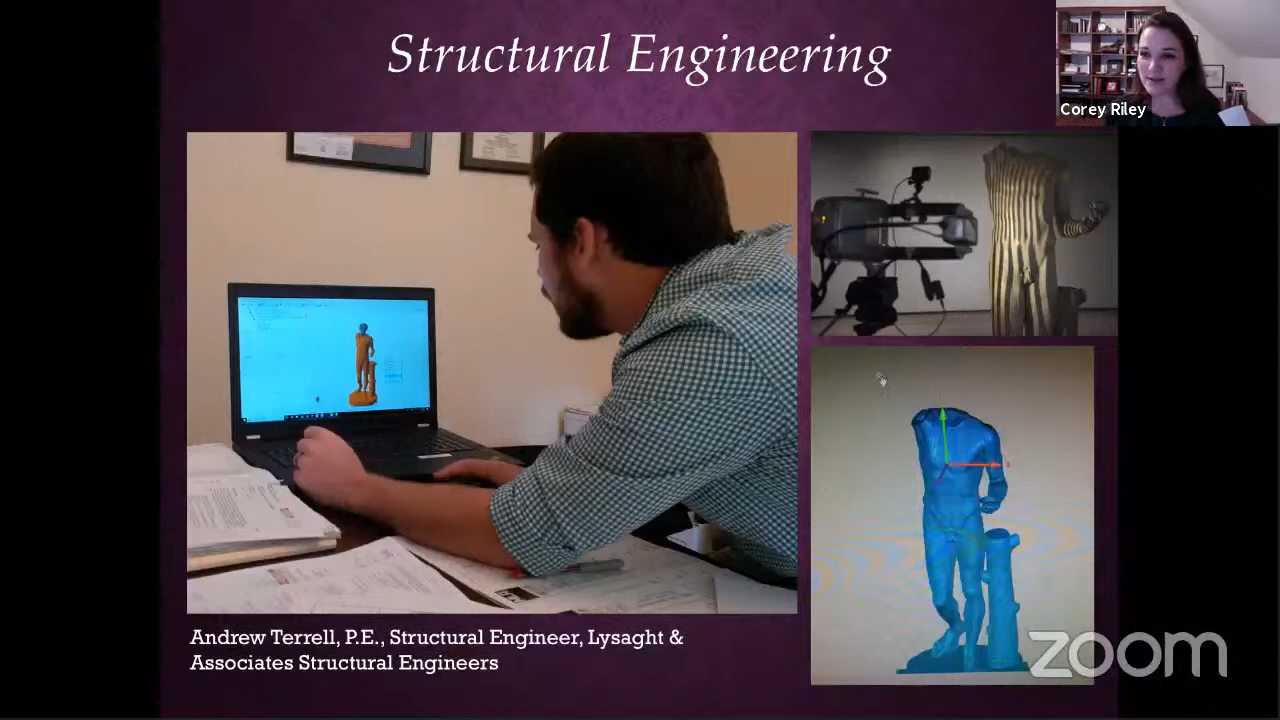 Structural Engineering
Corey Riley
Andrew Terrell, P.E., Structural Engineer, Lysaght &
Associates Structural Engineers
zoom